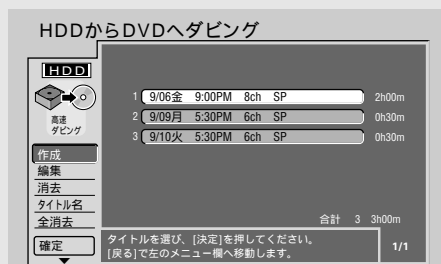 HDDからDVDへダビング
HDD
高速
ダビング
1 9/06金 9:00PM 8ch SP 2h00m
2 9/09月 5:30PM 6ch SP 0h30m
3 9/10火 5:30PM 6ch SP 0h30m
作成
編集
消去
タイトル名
全消去
確定
合計 3 3h00m
タイトルを選び、[決定]を押してください。
[戻る]で左のメニュー欄へ移動します。
1/1